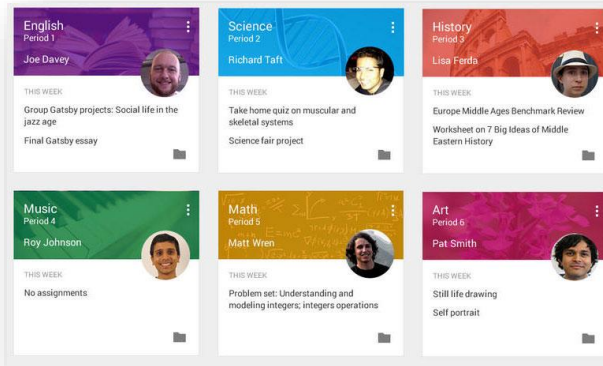 English
Period 1
Joe Davey
THIS WEEK
Group Gatsby projects: Social life in the
jazz age
Final Gatsby essay
Science
Period 2
Richard Taft
THIS WEEK
Take home quiz on muscular and
skeletal systems
Science fair project
History
Period 3
Lisa Ferda
THIS WEEK
Europe Middle Ages Benchmark Review
Worksheet on 7 Big Ideas of Middle
Eastern History
Music
Period 4
Roy Johnson
THIS WEEK
No assignments
Math
Period 5
Matt Wren
THIS WEEK
Problem set: Understanding and
modeling integers; integers operations
Art
Period 6
Pat Smith
THIS WEEK
Still life drawing
Self portrait